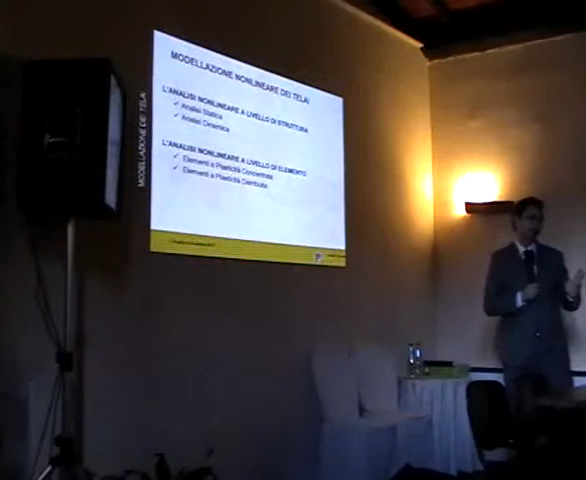 MODELLAZIONE NONLINEARE DEI TELAI
L'ANALISI NONLINEARE A LIVELLO DI STRUTTURA
✓ Analisi Statica
✓ Analisi Dinamica
L'ANALISI NONLINEARE A LIVELLO DI ELEMENTO
✓ Elementi a Plasticità Concentrata
✓ Elementi a Plasticità Distribuita
MODELLAZIONE DEI TELAI